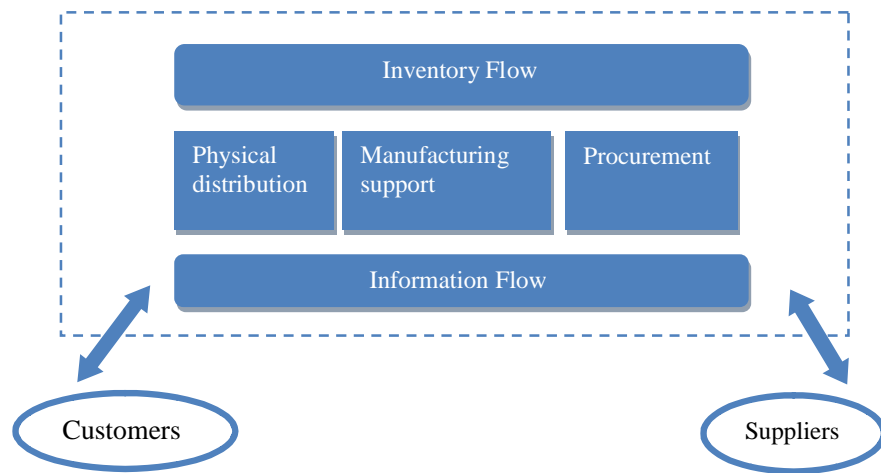 Inventory Flow
Physical
distribution
Manufacturing
support
Procurement
Information Flow
Customers
Suppliers